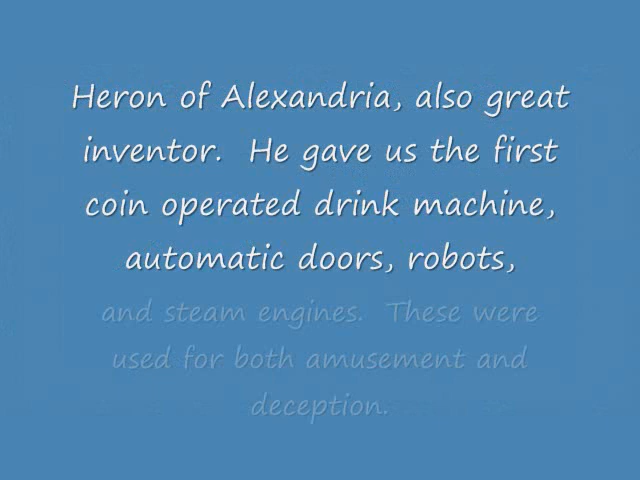 Heron of Alexandria, also great
inventor.  He gave us the first
coin operated drink machine,
automatic doors, robots,
and steam engines.  These were
used for both amusement and
deception.